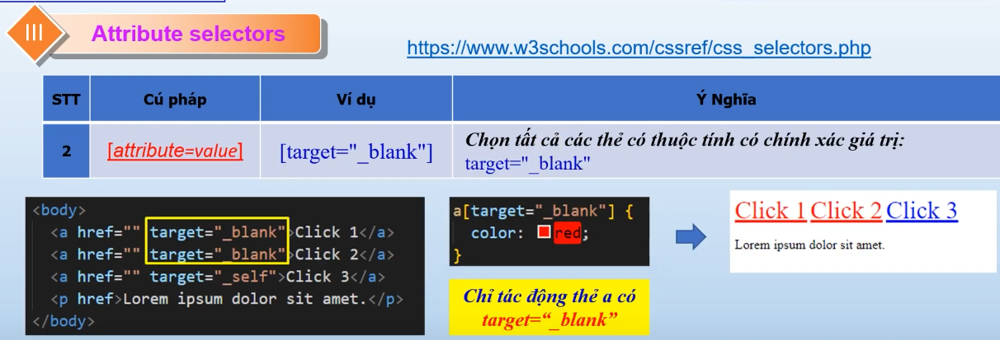 III
Attribute selectors
https://www.w3schools.com/cssref/css_selectors.php
STT Cú pháp Ví dụ Ý Nghĩa
2 [attribute=value] [target="_blank"] Chọn tất cả các thẻ có thuộc tính có chính xác giá trị:
target="_blank"
<body>
<a href="" target="_blank">Click 1</a>
<a href="" target="_blank">Click 2</a>
<a href="" target="_self">Click 3</a>
<p href>Lorem ipsum dolor sit amet.</p>
</body>
a[target="_blank"] {
color: red;
}
Chỉ tác động thẻ a có
target=“_blank”
Click 1 Click 2 Click 3
Lorem ipsum dolor sit amet.